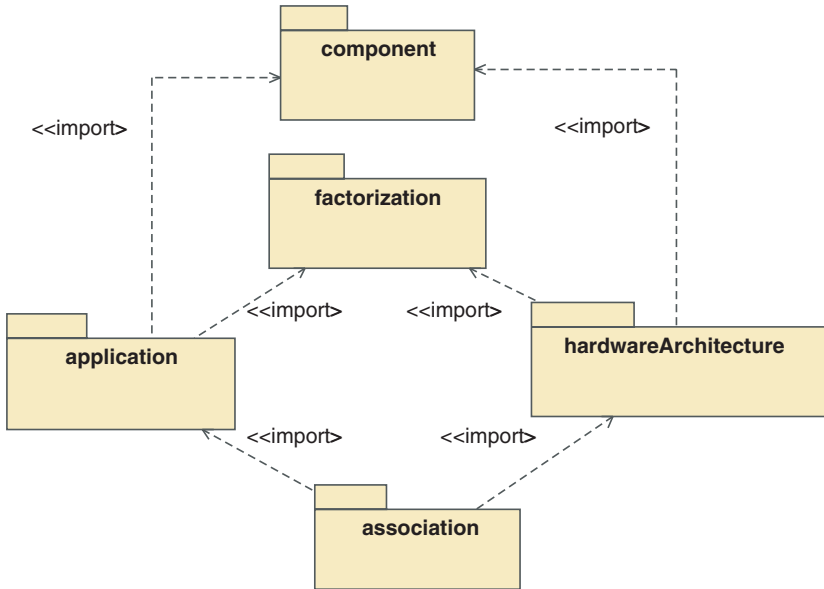 component
<<import>
<<import>
factorization
<<import>
<<import>
application
hardwareArchitecture
<<import>
<<import>
association